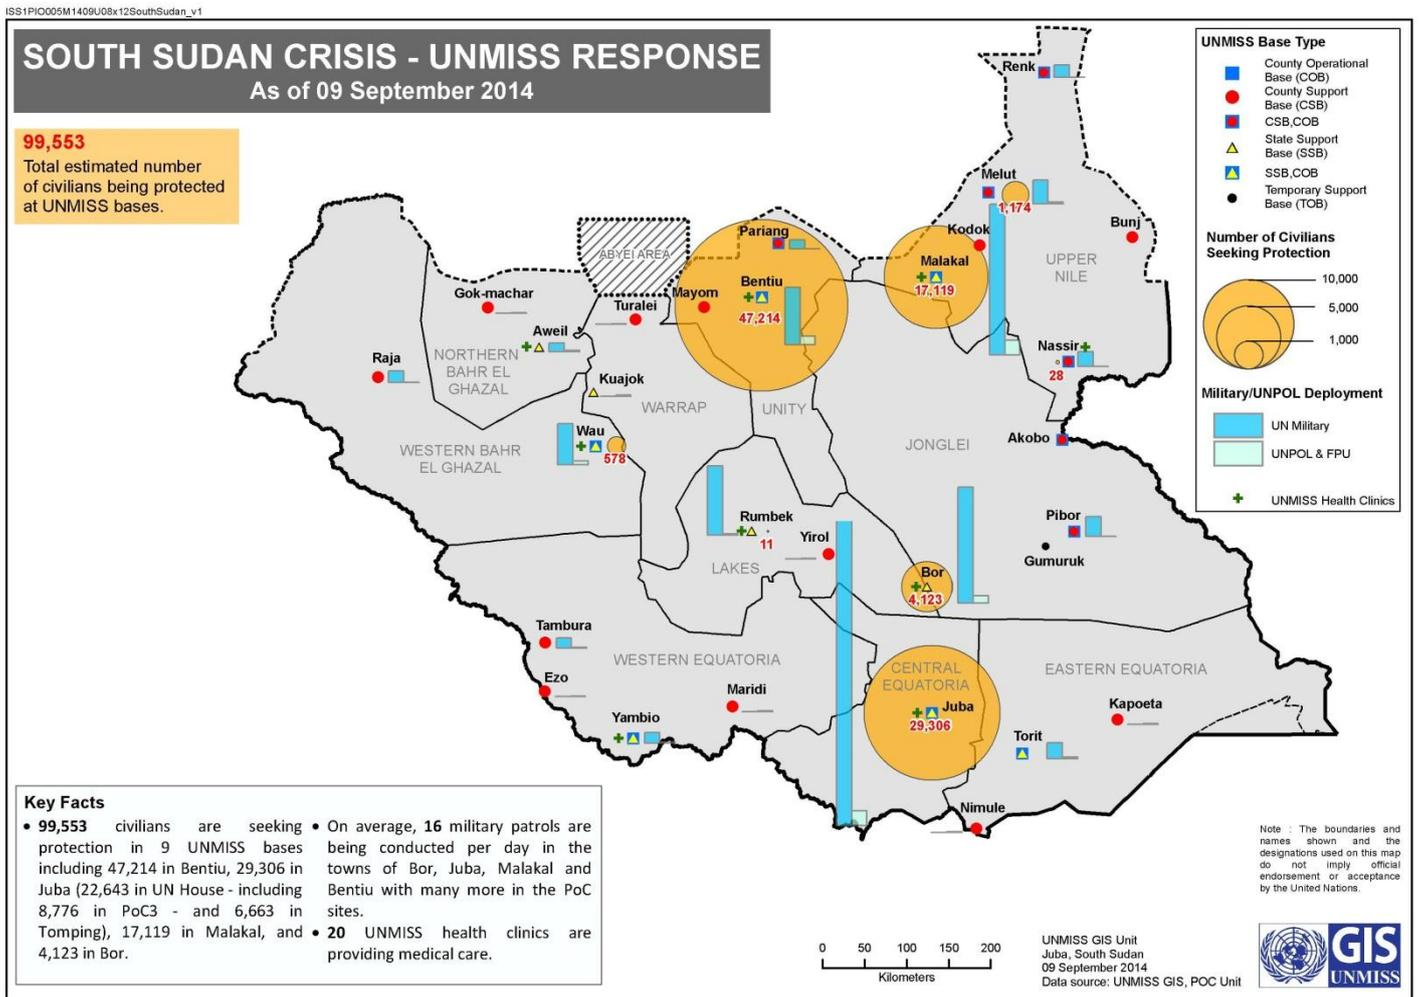 ISS1PIO005M1409U08x12SouthSudan_v1
SOUTH SUDAN CRISIS - UNMISS RESPONSE
As of 09 September 2014
99,553
Total estimated number
of civilians being protected
at UNMISS bases.
UNMISS Base Type
County Operational
Base (COB)
County Support
Base (CSB)
CSB,COB
State Support
Base (SSB)
SSB,COB
Temporary Support
Base (TOB)
Number of Civilians
Seeking Protection
10,000
5,000
1,000
Military/UNPOL Deployment
UN Military
UNPOL & FPU
UNMISS Health Clinics
Renk
Melut
1,174
Kodok
Bunj
Malakal
17,119
UPPER
NILE
Nassir
28
Pariang
Bentiu
47,214
Mayom
ABYEI AREA
Turalei
Gok-machar
Aweil
NORTHERN
BAHR EL
GHAZAL
Raja
Kuajok
WARRAP
UNITY
Wau
578
WESTERN BAHR
EL GHAZAL
JONGLEI
Akobo
Pibor
Gumuruk
Rumbek
11
Yirol
LAKES
Bor
4,123
Tambura
WESTERN EQUATORIA
Ezo
Maridi
Yambio
CENTRAL
EQUATORIA
Juba
29,306
EASTERN EQUATORIA
Kapoeta
Torit
Nimule
Key Facts
• 99,553 civilians are seeking
protection in 9 UNMISS bases
including 47,214 in Bentiu, 29,306 in
Juba (22,643 in UN House - including
8,776 in PoC3 - and 6,663 in
Tomping), 17,119 in Malakal, and
4,123 in Bor.
• On average, 16 military patrols are
being conducted per day in the
towns of Bor, Juba, Malakal and
Bentiu with many more in the PoC
sites.
• 20 UNMISS health clinics are
providing medical care.
0 50 100 150 200
Kilometers
UNMISS GIS Unit
Juba, South Sudan
09 September 2014
Data source: UNMISS GIS, POC Unit
Note : The boundaries and
names shown and the
designations used on this map
do not imply official
endorsement or acceptance
by the United Nations.
GIS
UNMISS